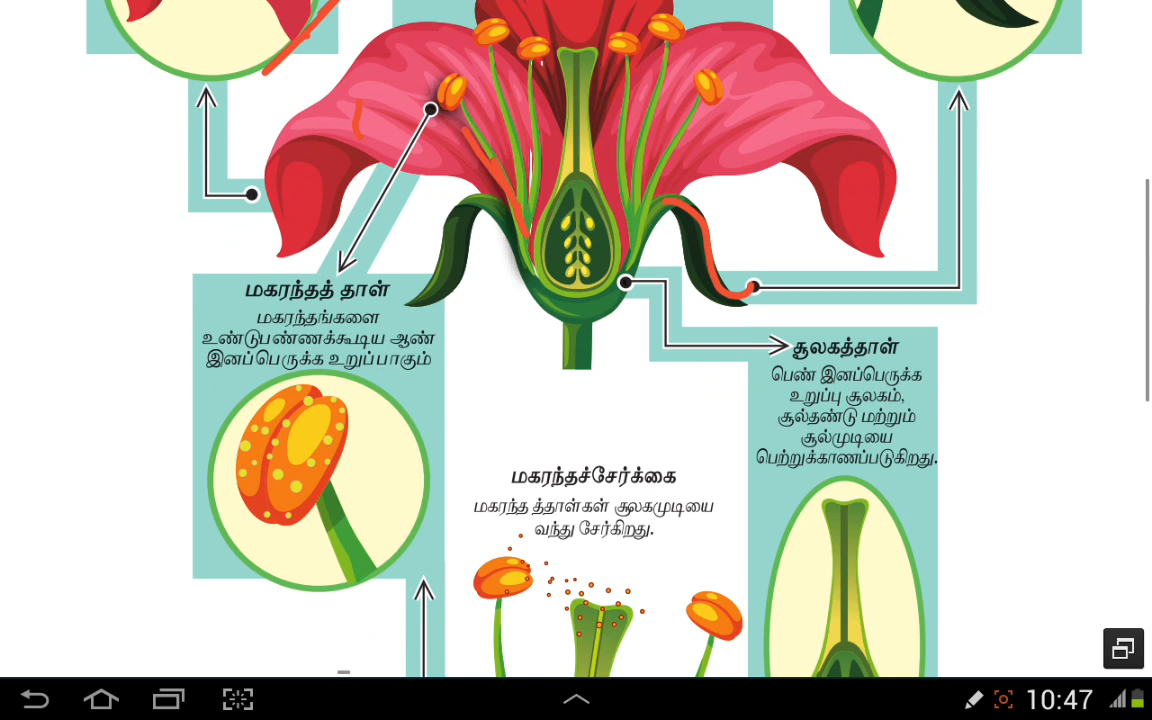 மகரந்தத் தாள்
மகரந்தங்களை
உண்டுபண்ணக்கூடிய ஆண்
இனப்பெருக்க உறுப்பாகும்
சூலகத்தாள்
பெண் இனப்பெருக்க
உறுப்பு சூலகம்,
சூல்தண்டு மற்றும்
சூல்முடியை
பெற்றுக்காணப்படுகிறது.
மகரந்தச்சேர்க்கை
மகரந்த த்தாள்கள் சூலகமுடியை
வந்து சேர்கிறது.
10:47